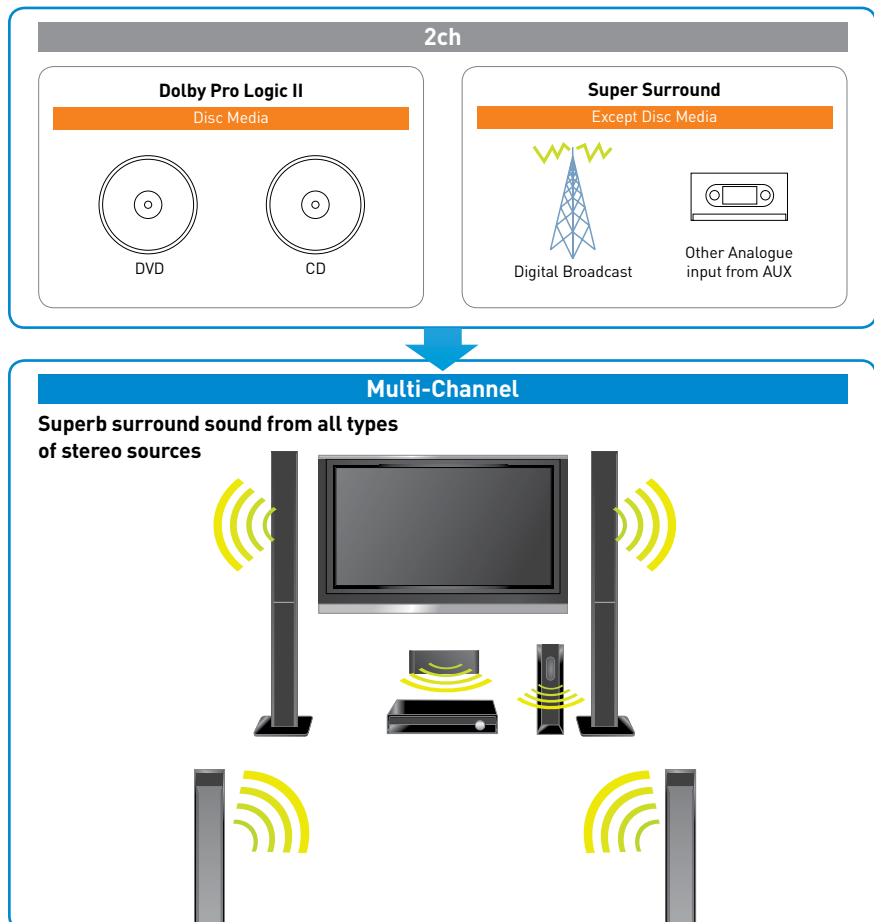 2ch
Dolby Pro Logic II
Disc Media
DVD
CD
Super Surround
Except Disc Media
Digital Broadcast
Other Analogue
input from AUX
Multi-Channel
Superb surround sound from all types
of stereo sources